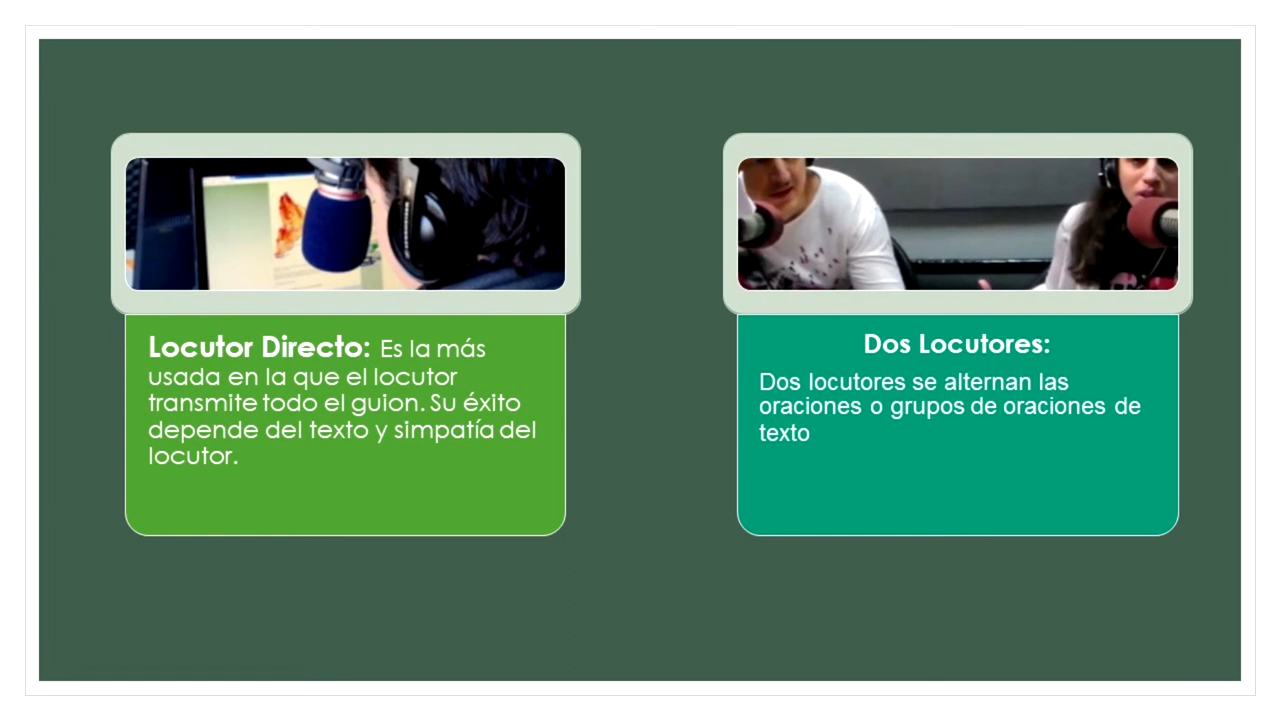 Locutor Directo: Es la más
usada en la que el locutor
transmite todo el guion. Su éxito
depende del texto y simpatía del
locutor.
Dos Locutores:
Dos locutores se alternan las
oraciones o grupos de oraciones de
texto